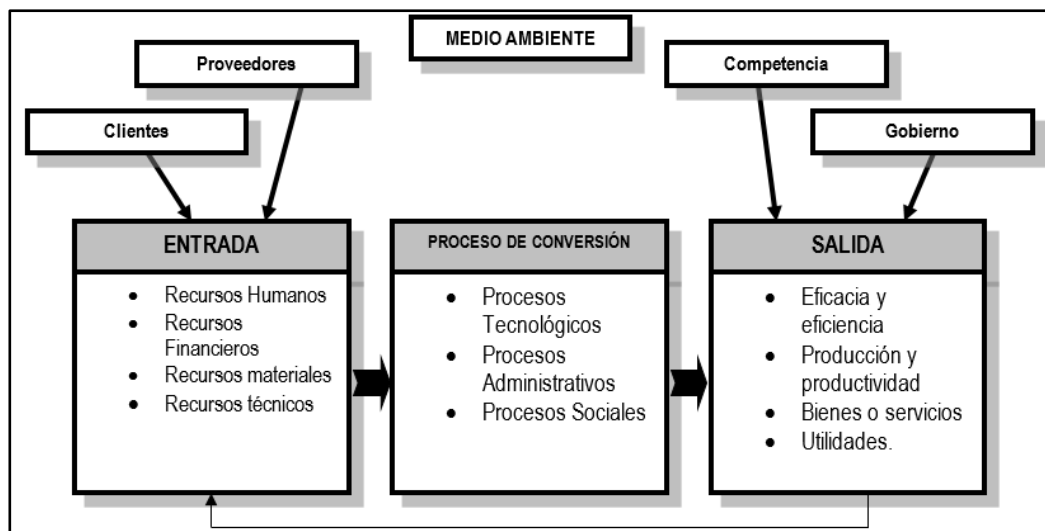 MEDIO AMBIENTE
Proveedores
Competencia
Clientes
Gobierno
ENTRADA
• Recursos Humanos
• Recursos
Financieros
• Recursos materiales
• Recursos técnicos
PROCESO DE CONVERSIÓN
• Procesos
Tecnológicos
• Procesos
Administrativos
• Procesos Sociales
SALIDA
• Eficacia y
eficiencia
• Producción y
productividad
• Bienes o servicios
• Utilidades.